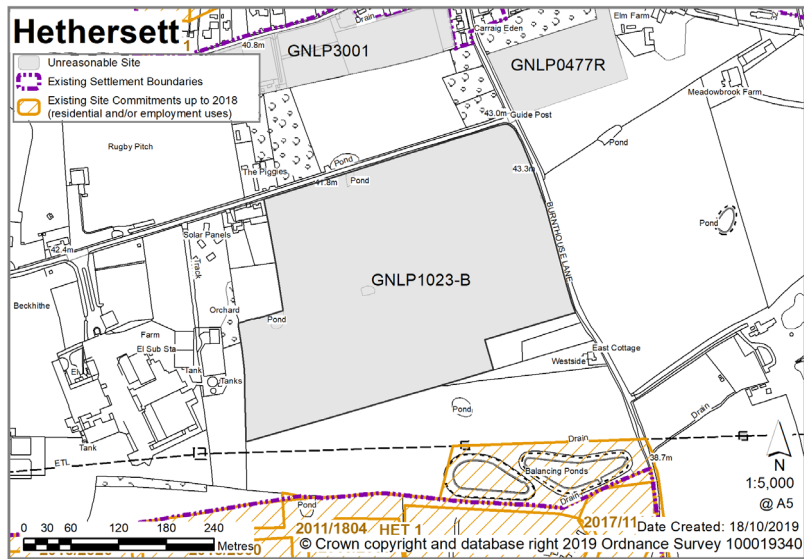 Hethersett
1
40.8m
Drain
Carraig Eden
Elm Farm
GNLP3001
GNLP0477R
Unreasonable Site
Existing Settlement Boundaries
Existing Site Commitments up to 2018
(residential and/or employment uses)
Meadowbrook Farm
43.0m
Guide Post
Rugby Pitch
Pond
Pond
43.3m
The Piggies
41.8m
Pond
Pond
Solar Panels
42.4m
BURNTHOUSE LANE
Track
GNLP1023-B
Beckhithe
Orchard
Pond
Farm
El Sub Sta
East Cottage
Westside
El
Tank
Tanks
Pond
Drain
Drain
Tank
ETL
38.7m
N
Balancing Ponds
1:5,000
Drain
@ A5
Pond
2011/1804
HET 1
2017/11
Date Created: 18/10/2019
0 30 60 120 180 240
Metres
© Crown copyright and database right 2019 Ordnance Survey 100019340